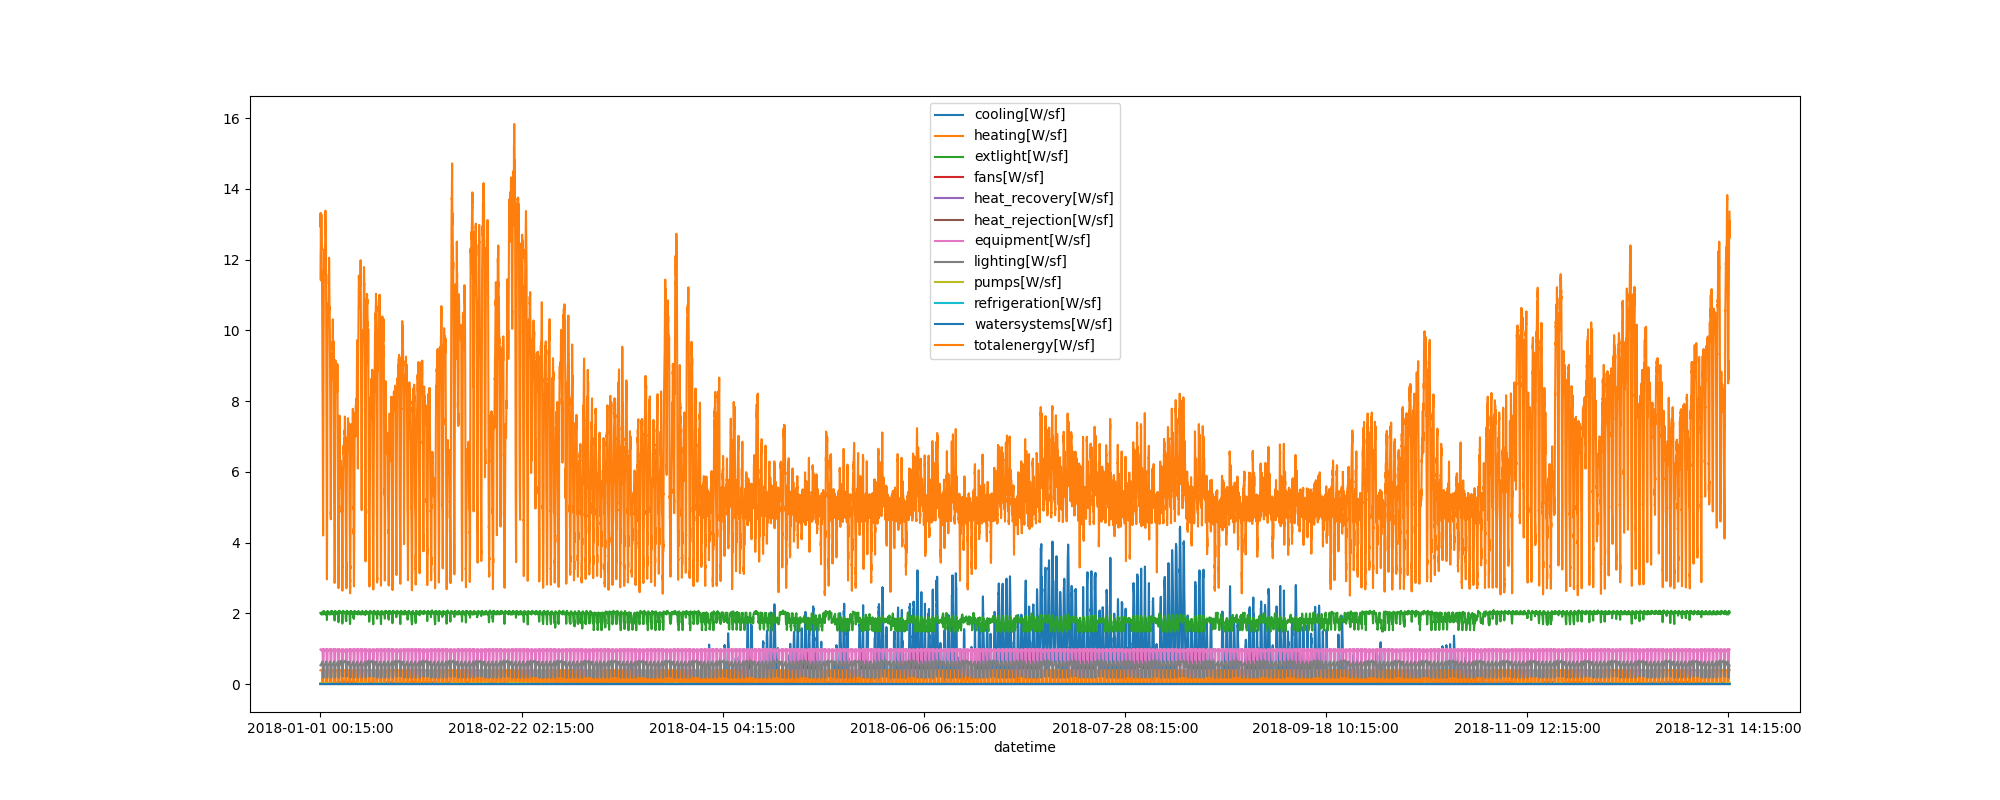 16
14
12
10
8
6
4
2
0
cooling[W/sf]
heating[W/sf]
extlight[W/sf]
fans[W/sf]
heat_recovery[W/sf]
heat_rejection[W/sf]
equipment[W/sf]
lighting[W/sf]
pumps[W/sf]
refrigeration[W/sf]
watersystems[W/sf]
totalenergy[W/sf]
2018-01-01 00:15:00 2018-02-22 02:15:00 2018-04-15 04:15:00 2018-06-06 06:15:00 2018-07-28 08:15:00 2018-09-18 10:15:00 2018-11-09 12:15:00 2018-12-31 14:15:00
datetime